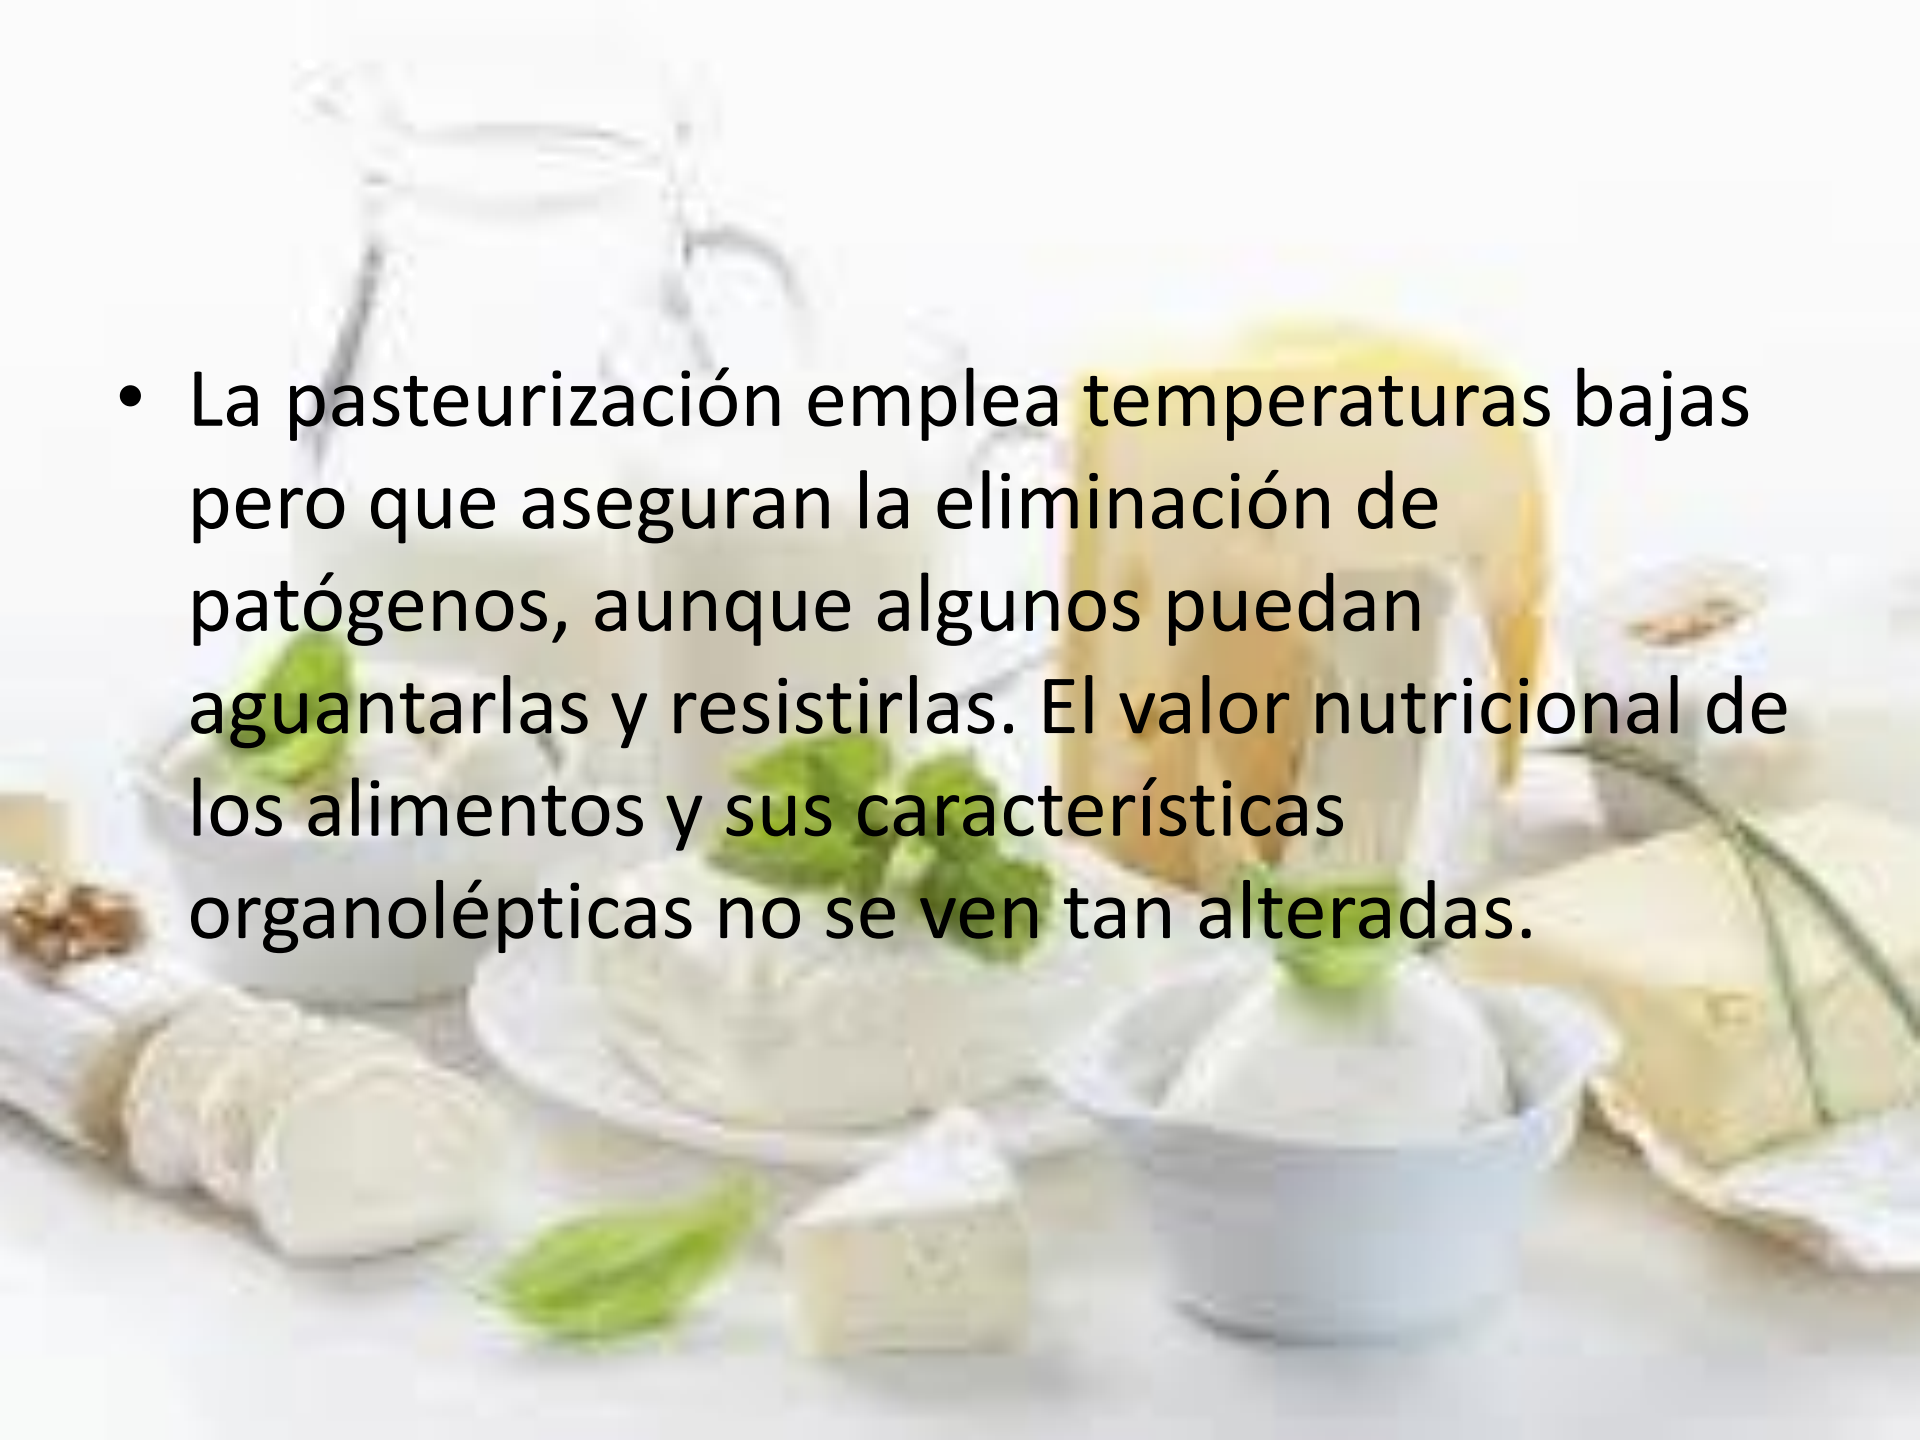 • La pasteurización emplea temperaturas bajas
pero que aseguran la eliminación de
patógenos, aunque algunos puedan
aguantarlas y resistirlas. El valor nutricional de
los alimentos y sus características
organolépticas no se ven tan alteradas.